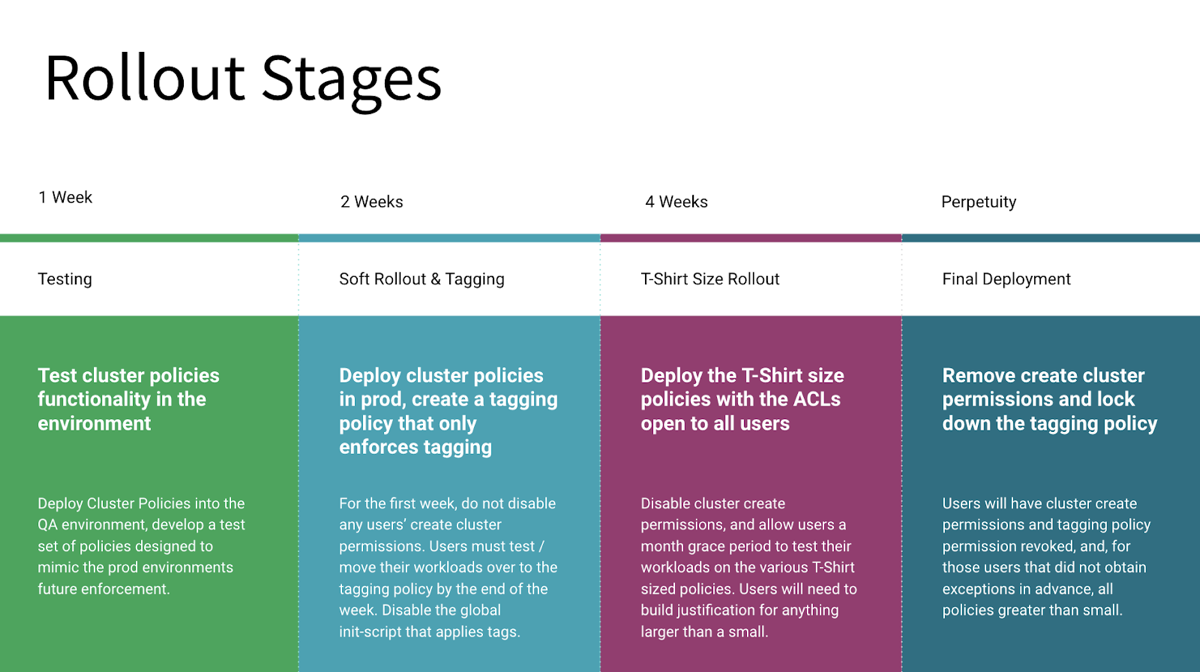 Rollout Stages
1 Week
2 Weeks
4 Weeks
Perpetuity
Testing
Soft Rollout & Tagging
T-Shirt Size Rollout
Final Deployment
Test cluster policies
functionality in the
environment
Deploy Cluster Policies into the
QA environment, develop a test
set of policies designed to
mimic the prod environments
future enforcement.
Deploy cluster policies
in prod, create a tagging
policy that only
enforces tagging
For the first week, do not disable
any users’ create cluster
permissions. Users must test /
move their workloads over to the
tagging policy by the end of the
week. Disable the global
init-script that applies tags.
Deploy the T-Shirt size
policies with the ACLs
open to all users
Disable cluster create
permissions, and allow users a
month grace period to test their
workloads on the various T-Shirt
sized policies. Users will need to
build justification for anything
larger than a small.
Remove create cluster
permissions and lock
down the tagging policy
Users will have cluster create
permissions and tagging policy
permission revoked, and, for
those users that did not obtain
exceptions in advance, all
policies greater than small.